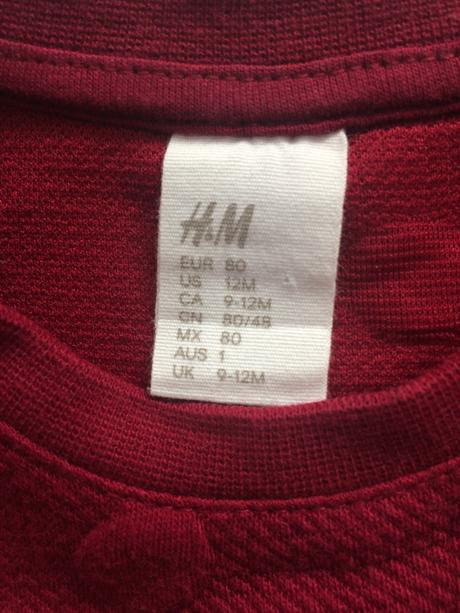 H&M
EUR 80
US 12M
CA 9-12M
CN 80/48
MX 80
AUS 1
UK 9-12M